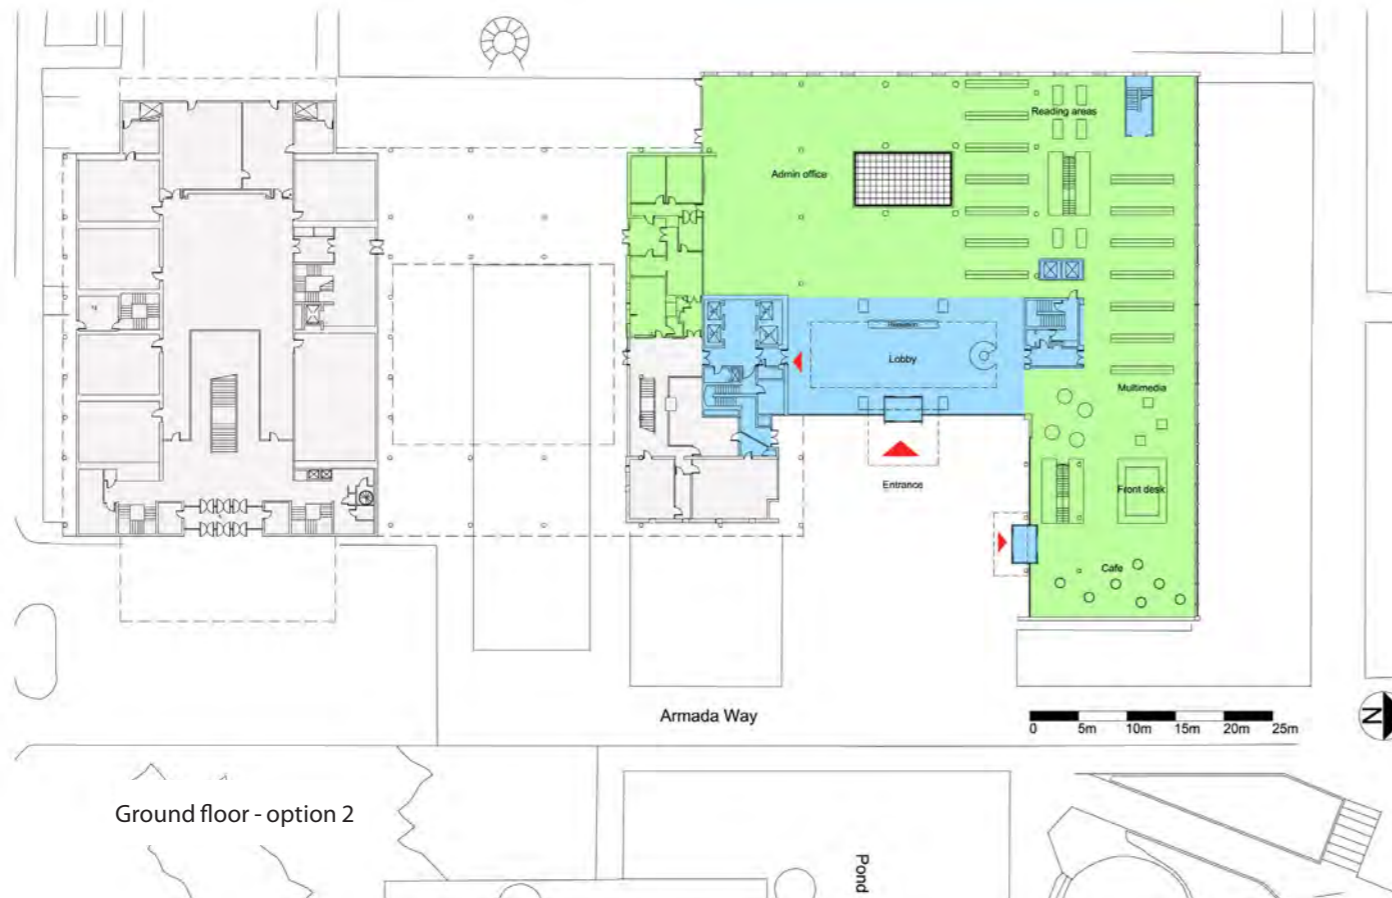 Reading areas
Admin office
Reception
Lobby
Multimedia
Entrance
Front desk
Cafe
Armada Way
0 5m 10m 15m 20m 25m
N
Ground floor - option 2
Pond